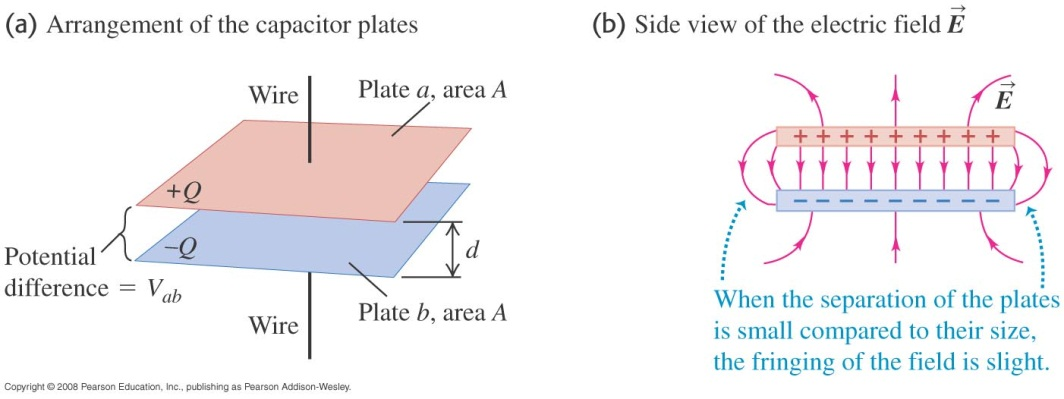 (a) Arrangement of the capacitor plates
Wire
Plate a, area A
+Q
–Q
Potential
difference = Vab
d
Wire
Plate b, area A
Copyright © 2008 Pearson Education, Inc., publishing as Pearson Addison-Wesley.
(b) Side view of the electric field E⃗
E⃗
+ + + + + + + + +
– – – – – – – – –
When the separation of the plates
is small compared to their size,
the fringing of the field is slight.